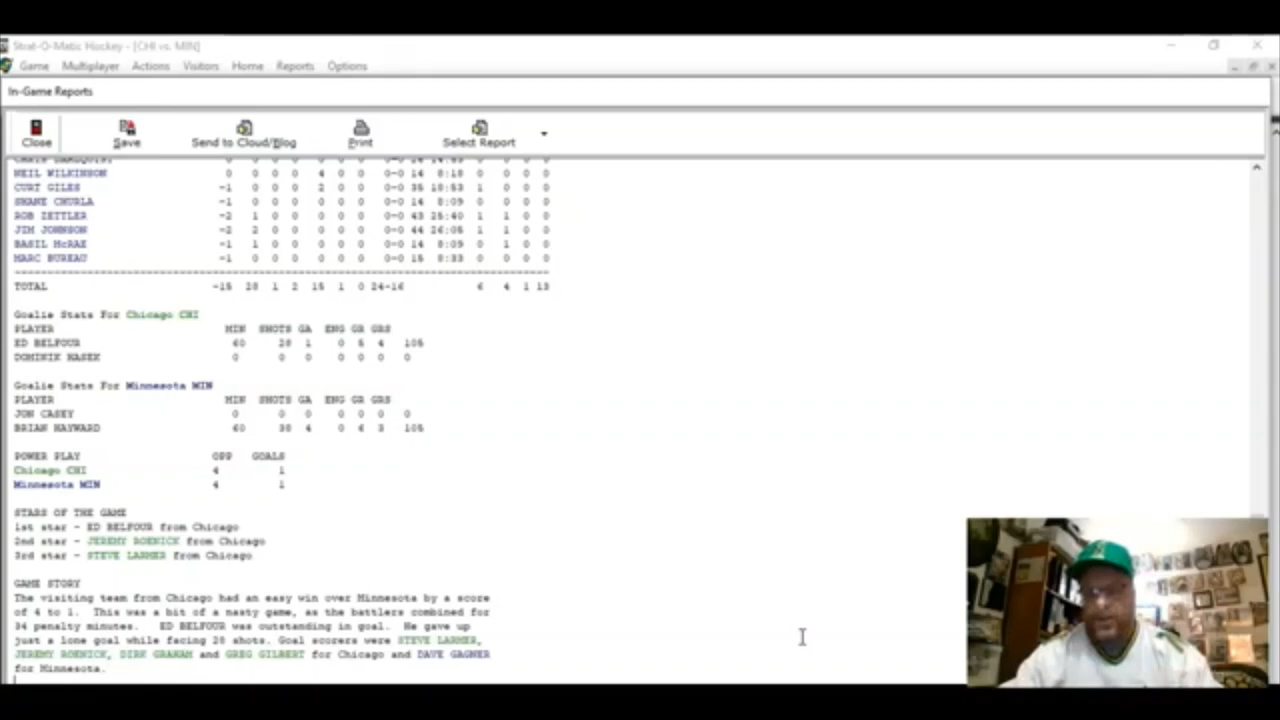 Strat-O-Matic Hockey - [CHI vs. MIN]
Game Multiplayer Actions Visitors Home Reports Options
In-Game Reports
Close Save Send to Cloud/Blog Print Select Report
NEIL WILKINSON 0 0 0 0 4 0 0 0-0 14 8:18 0 0 0 0
CURT GILES -1 0 0 0 2 0 0 0-0 35 18:53 1 0 0 0
SHANE CHURLA -1 0 0 0 0 0 0 0-0 14 8:09 0 0 0 0
ROB ZETTLER -2 1 0 0 0 0 0 0-0 43 25:40 1 1 0 0
JIM JOHNSON -2 2 0 0 0 0 0 0-0 44 26:05 1 1 0 0
BASIL McRAE -1 1 0 0 0 0 0 0-0 14 8:09 0 1 0 0
MARC BUREAU -1 0 0 0 0 0 0 0-0 15 8:33 0 0 0 0
TOTAL -15 28 1 2 15 1 0 24-16 6 4 1 13
Goalie Stats For Chicago CHI
PLAYER MIN SHOTS GA ENG GR GRS
ED BELFOUR 60 28 1 0 5 4 105
DOMINIK HASEK 0 0 0 0 0 0 0
Goalie Stats For Minnesota MIN
PLAYER MIN SHOTS GA ENG GR GRS
JON CASEY 0 0 0 0 0 0 0
BRIAN HAYWARD 60 38 4 0 6 3 105
POWER PLAY OPP GOALS
Chicago CHI 4 1
Minnesota MIN 4 1
STARS OF THE GAME
1st star - ED BELFOUR from Chicago
2nd star - JEREMY ROENICK from Chicago
3rd star - STEVE LARMER from Chicago
GAME STORY
The visiting team from Chicago had an easy win over Minnesota by a score
of 4 to 1. This was a bit of a nasty game, as the battlers combined for
34 penalty minutes. ED BELFOUR was outstanding in goal. He gave up
just a lone goal while facing 28 shots. Goal scorers were STEVE LARMER,
JEREMY ROENICK, DIRK GRAHAM and GREG GILBERT for Chicago and DAVE GAGNER
for Minnesota.